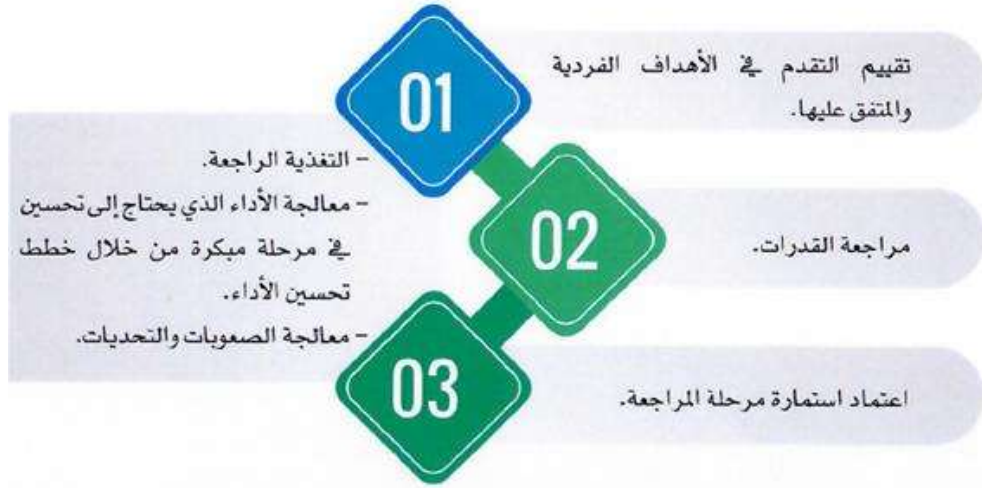 01
تقييم التقدم في الأهداف الفردية
والمتفق عليها.
02
مراجعة القدرات.
- التغذية الراجعة.
- معالجة الأداء الذي يحتاج إلى تحسين
في مرحلة مبكرة من خلال خطط
تحسين الأداء.
- معالجة الصعوبات والتحديات.
03
اعتماد استمارة مرحلة المراجعة.